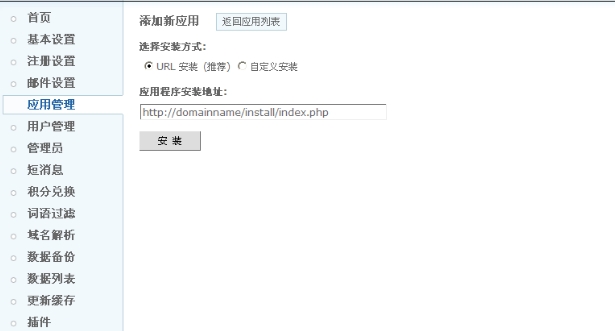 首页
基本设置
注册设置
邮件设置
应用管理
用户管理
管理员
短消息
积分兑换
词语过滤
域名解析
数据备份
数据列表
更新缓存
插件
添加新应用 返回应用列表
选择安装方式:
URL 安装（推荐） 自定义安装
应用程序安装地址:
http://domainname/install/index.php
安 装